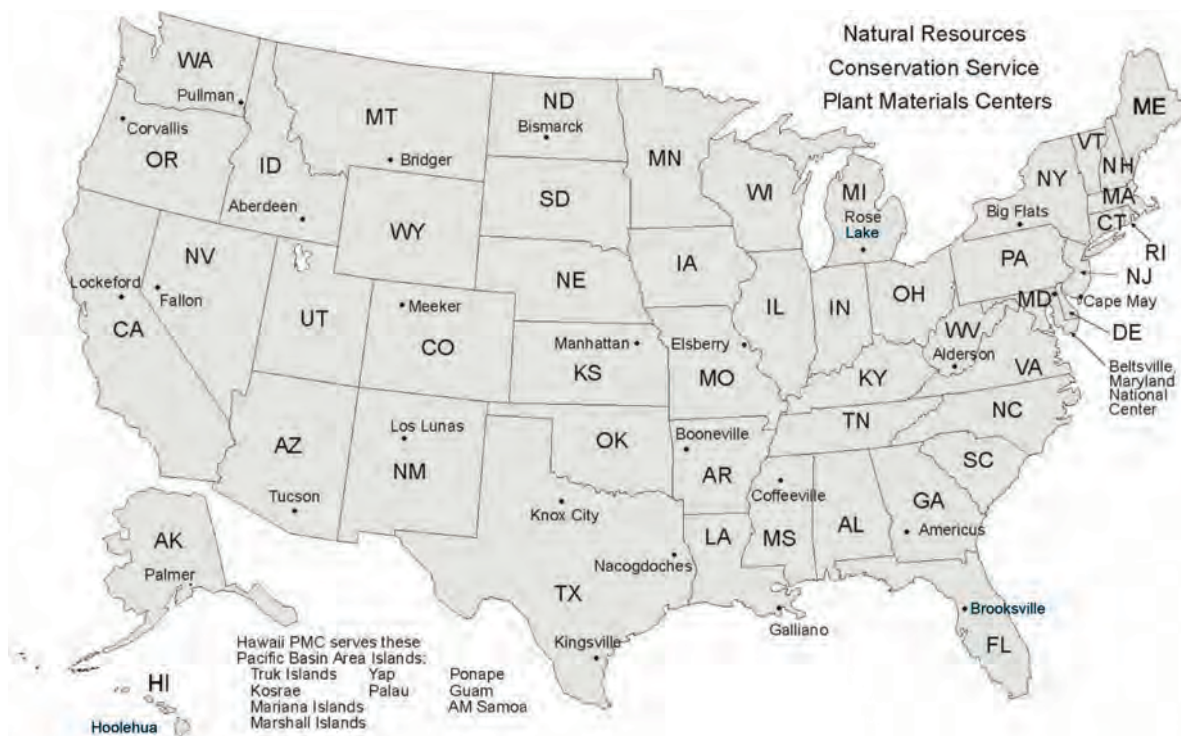 Natural Resources
Conservation Service
Plant Materials Centers
WA
Pullman
Corvallis
OR
ID
Aberdeen
MT
Bridger
ND
Bismarck
SD
WY
MN
WI
MI
Rose
Lake
ME
VT
NH
NY
MA
Big Flats
CT
RI
NV
Lockeford
Fallon
CA
UT
Meeker
CO
NE
IA
Manhattan
KS
Elsberry
MO
IL
IN
OH
PA
NJ
MD
Cape May
DE
WV
Alderson
VA
Beltsville,
Maryland
National
Center
KY
TN
NC
SC
AZ
Tucson
Los Lunas
NM
OK
Booneville
AR
Coffeeville
MS
AL
GA
Americus
Knox City
Nacogdoches
TX
Kingsville
LA
Galliano
Brooksville
FL
AK
Palmer
HI
Hoolehua
Hawaii PMC serves these
Pacific Basin Area Islands:
Truk Islands Yap Ponape
Kosrae Palau Guam
Mariana Islands AM Samoa
Marshall Islands